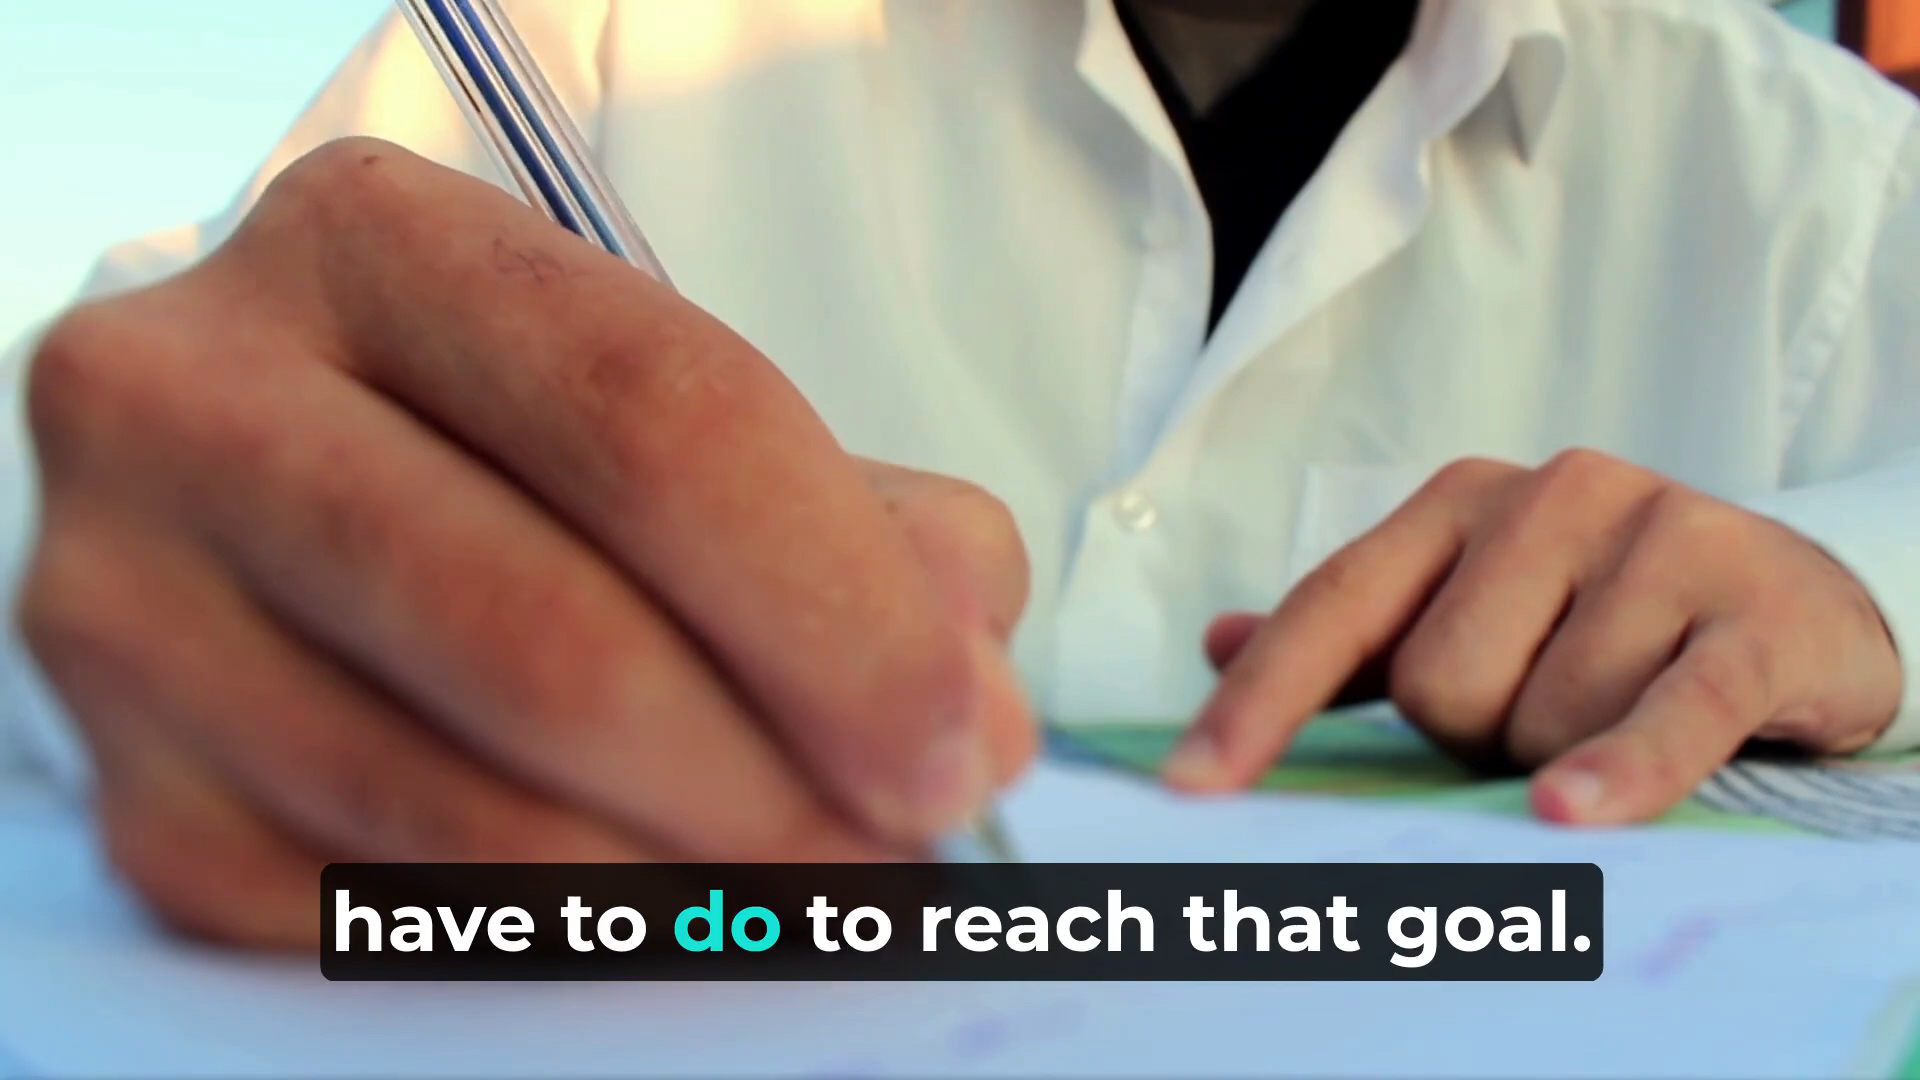 have to do to reach that goal.